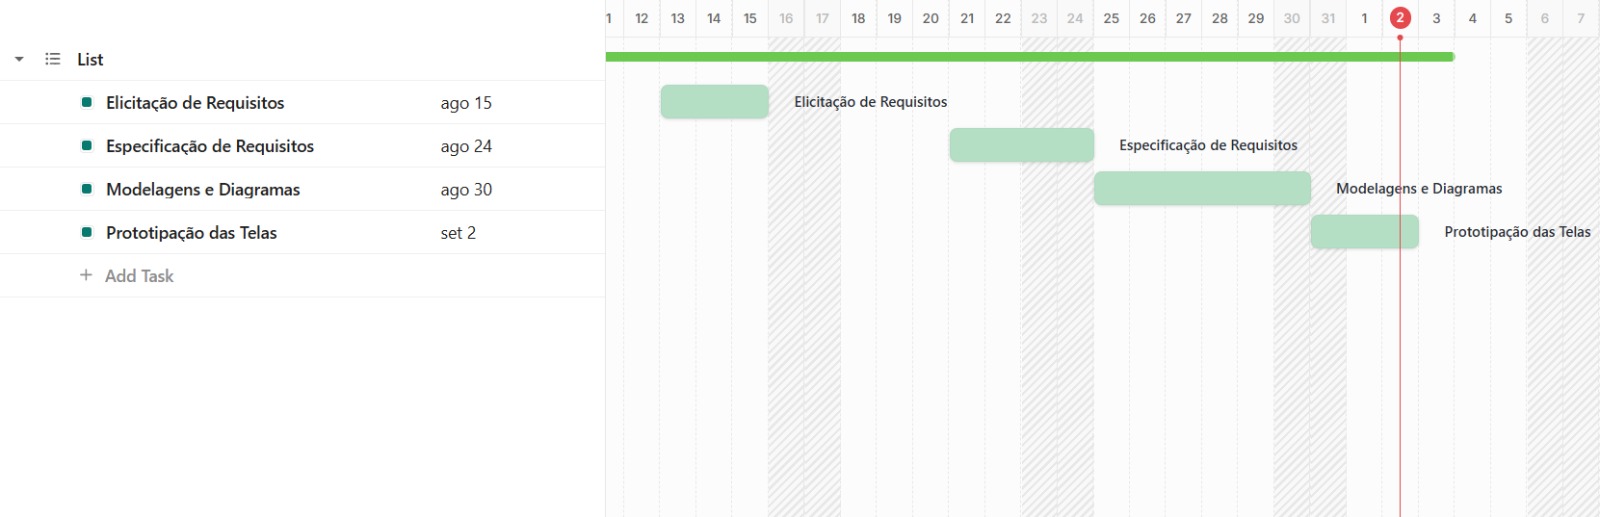 1 12 13 14 15 16 17 18 19 20 21 22 23 24 25 26 27 28 29 30 31 1 2 3 4 5 6 7
List
Elicitação de Requisitos ago 15 Elicitação de Requisitos
Especificação de Requisitos ago 24 Especificação de Requisitos
Modelagens e Diagramas ago 30 Modelagens e Diagramas
Prototipação das Telas set 2 Prototipação das Telas
+ Add Task